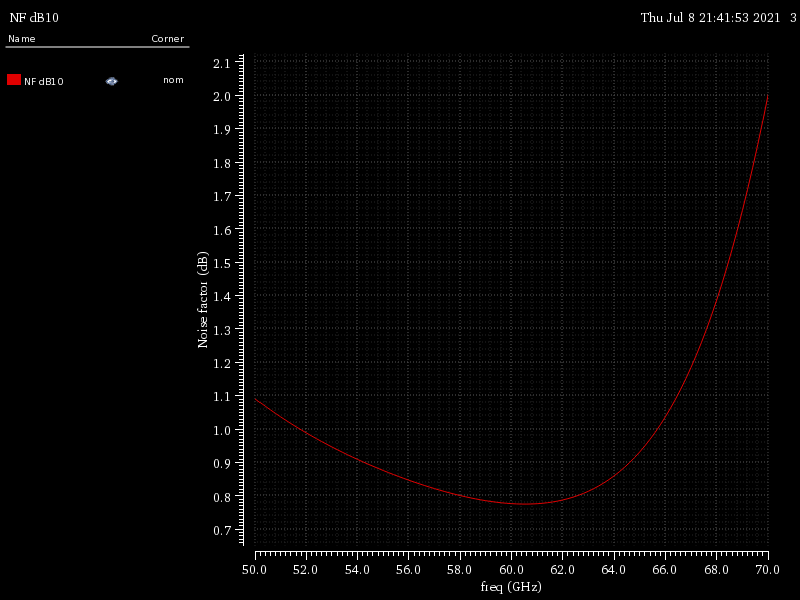 NF dB10
Thu Jul 8 21:41:53 2021 3
Name Corner
NF dB10 nom
2.1
2.0
1.9
1.8
1.7
1.6
1.5
1.4
1.3
1.2
1.1
1.0
0.9
0.8
0.7
Noise factor (dB)
50.0 52.0 54.0 56.0 58.0 60.0 62.0 64.0 66.0 68.0 70.0
freq (GHz)